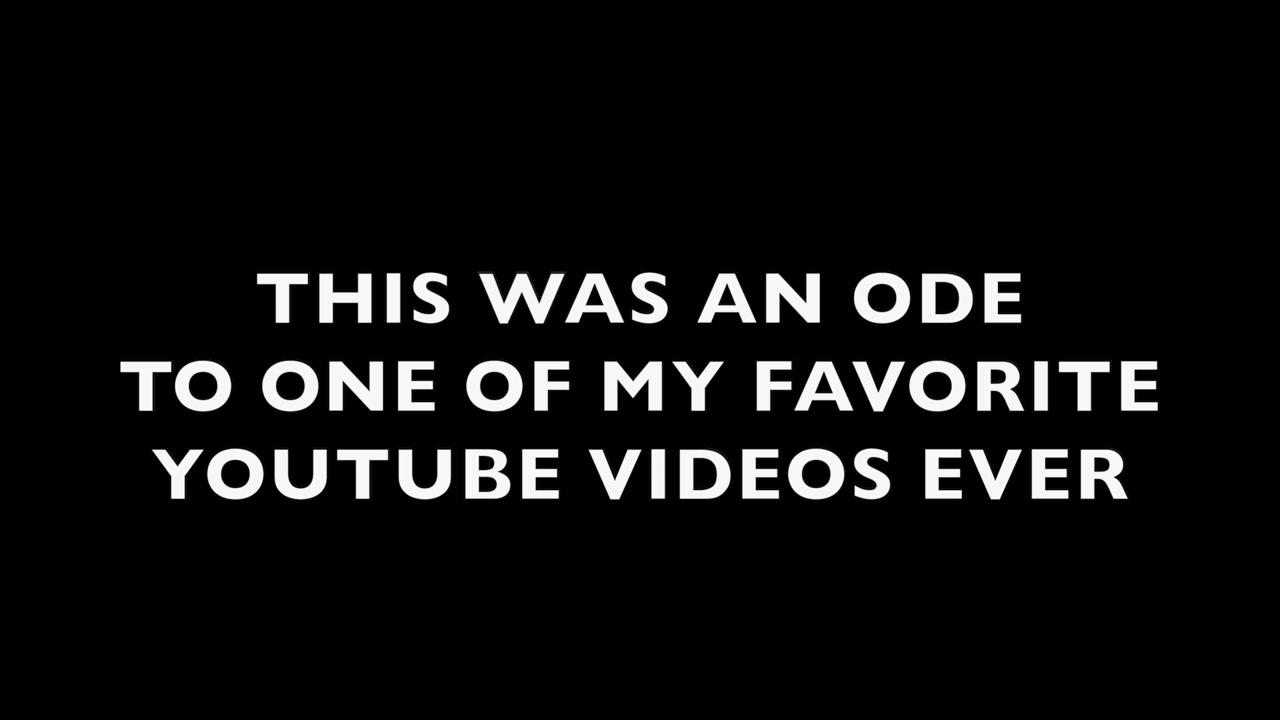 THIS WAS AN ODE
TO ONE OF MY FAVORITE
YOUTUBE VIDEOS EVER